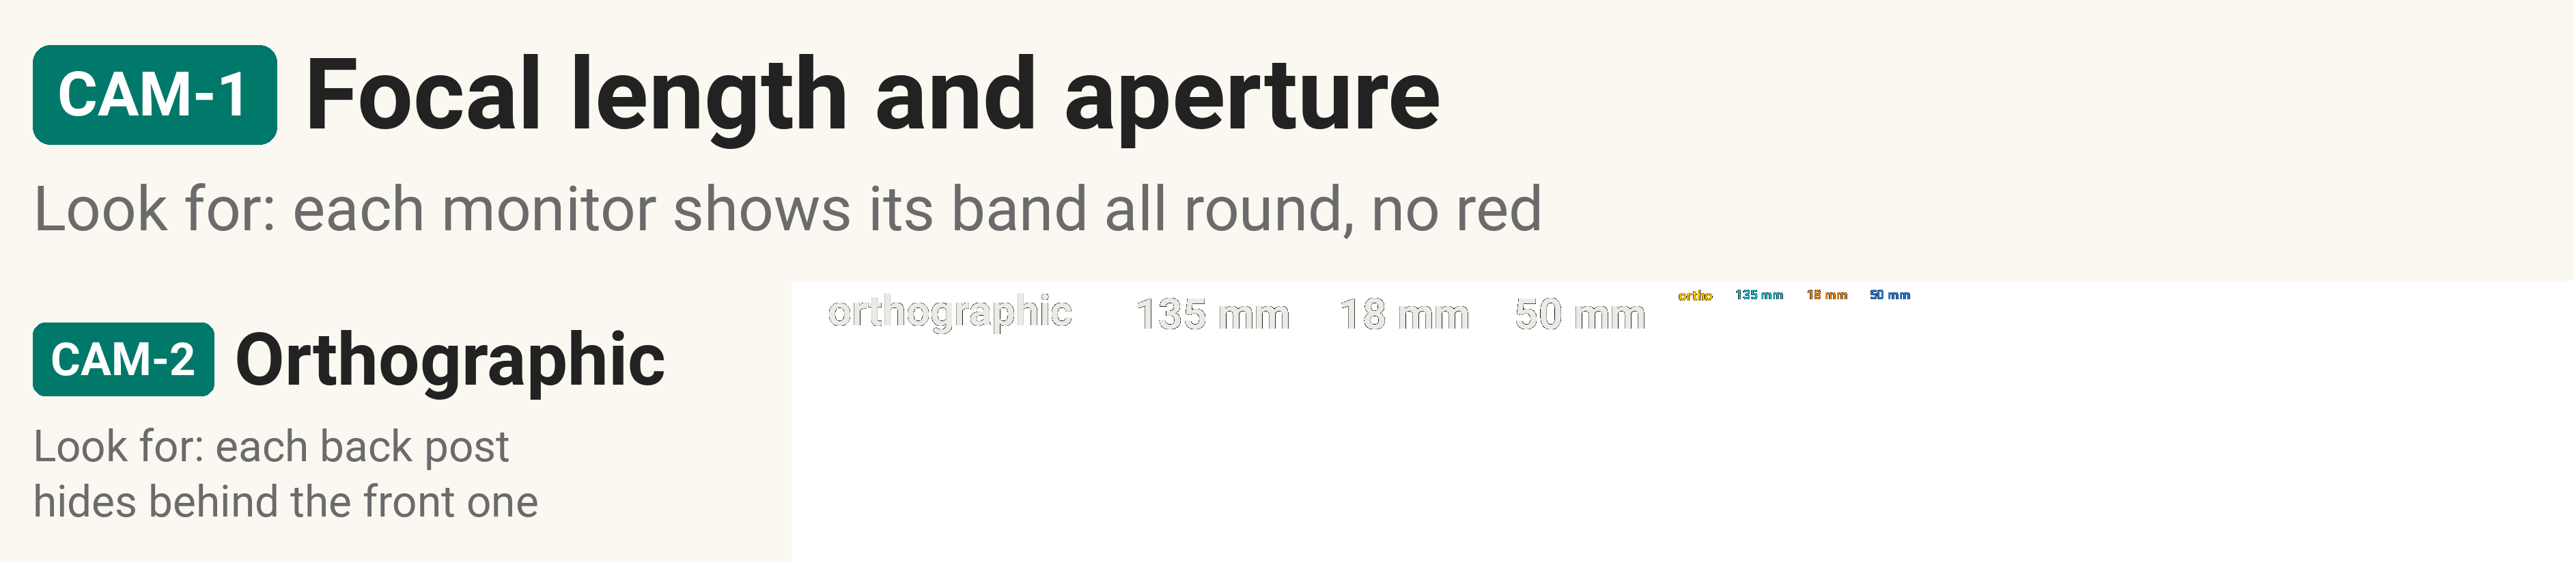 CAM-1 Focal length and aperture
Look for: each monitor shows its band all round, no red
CAM-2 Orthographic
Look for: each back post
hides behind the front one
orthographic 135 mm 18 mm 50 mm ortho 135 mm 18 mm 50 mm